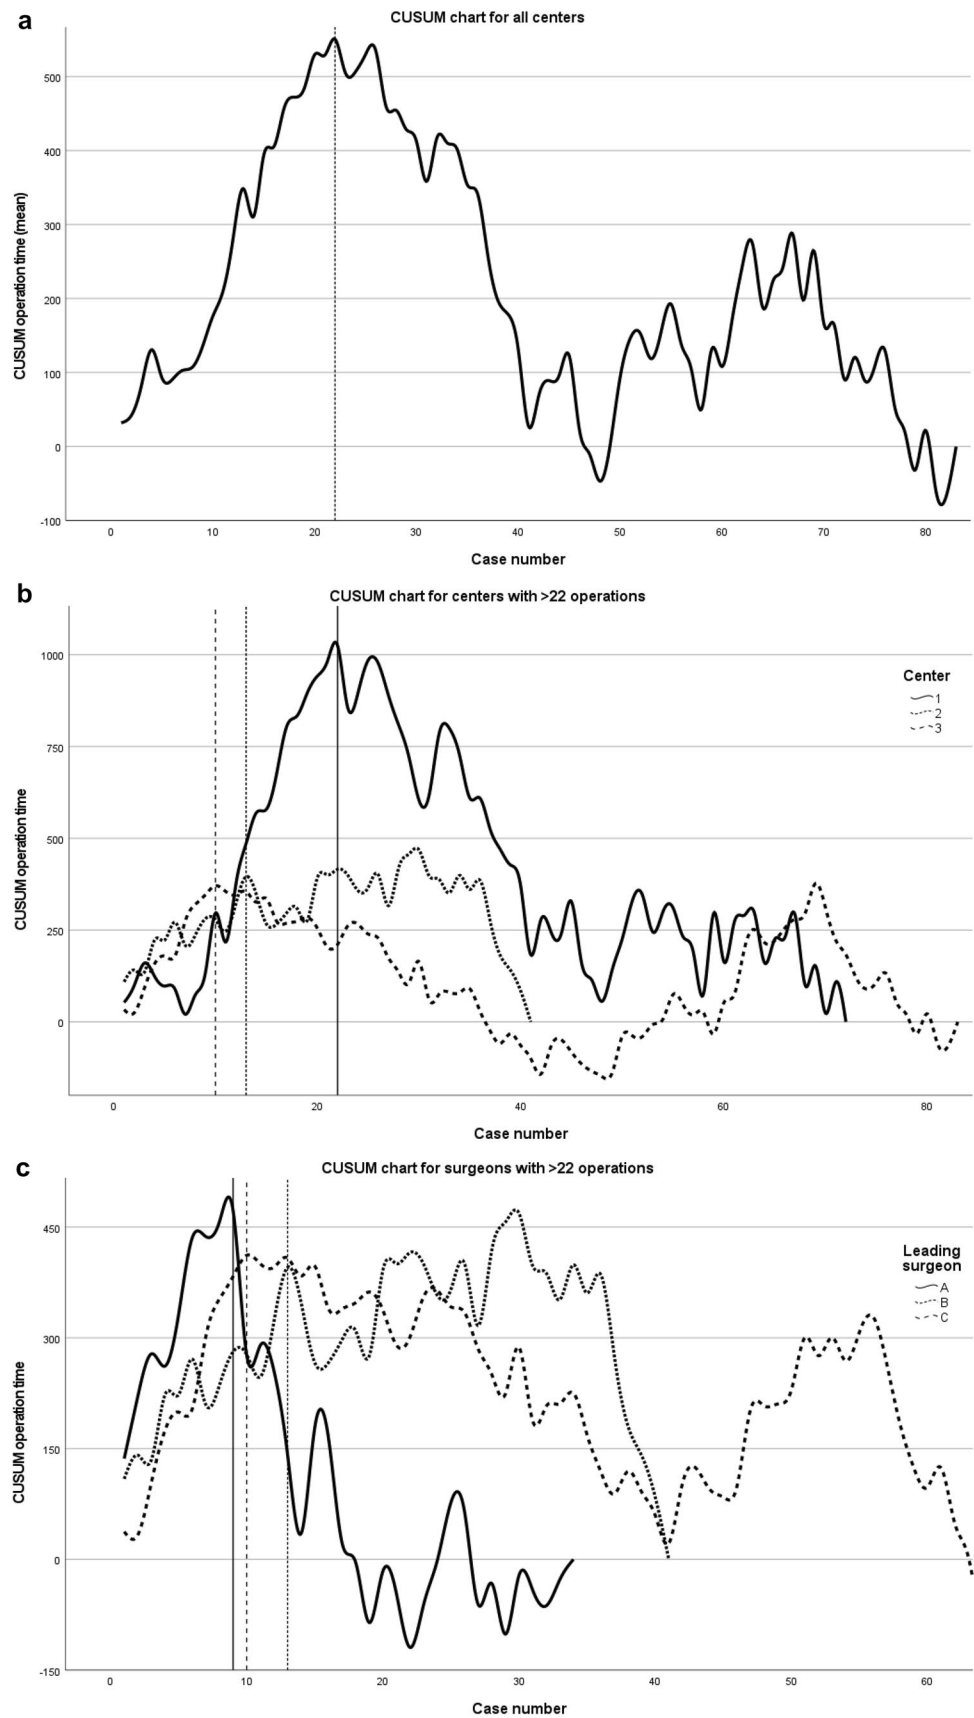 a
CUSUM chart for all centers
CUSUM operation time (mean)
500
400
300
200
100
0
-100
0 10 20 30 40 50 60 70 80
Case number
b
CUSUM chart for centers with >22 operations
CUSUM operation time
1000
750
500
250
0
Center
1
2
3
0 20 40 60 80
Case number
c
CUSUM chart for surgeons with >22 operations
CUSUM operation time
450
300
150
0
-150
Leading
surgeon
A
B
C
0 10 20 30 40 50 60
Case number